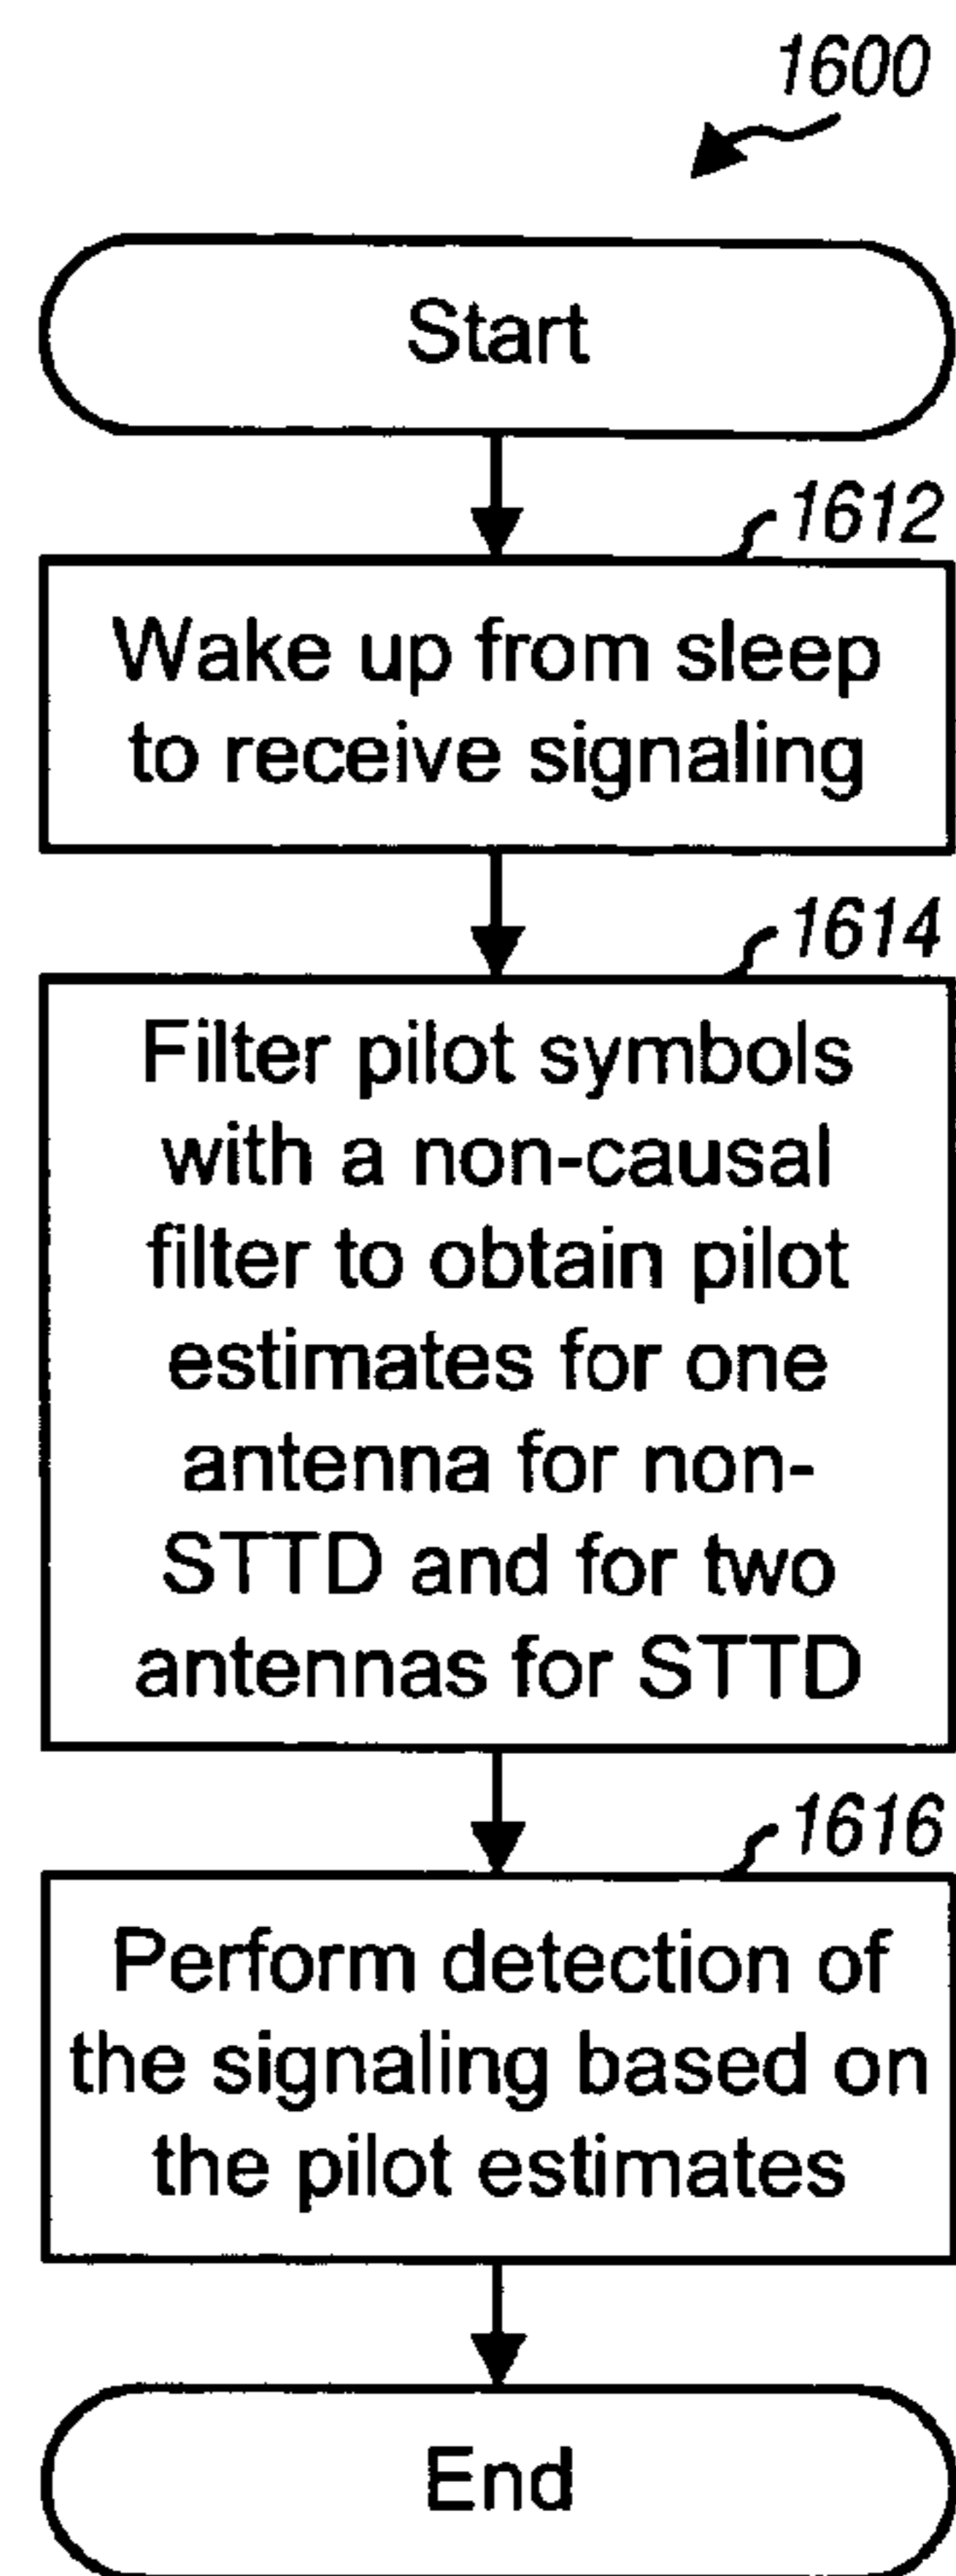 1600
Start
1612
Wake up from sleep
to receive signaling
1614
Filter pilot symbols
with a non-causal
filter to obtain pilot
estimates for one
antenna for non-
STTD and for two
antennas for STTD
1616
Perform detection of
the signaling based on
the pilot estimates
End